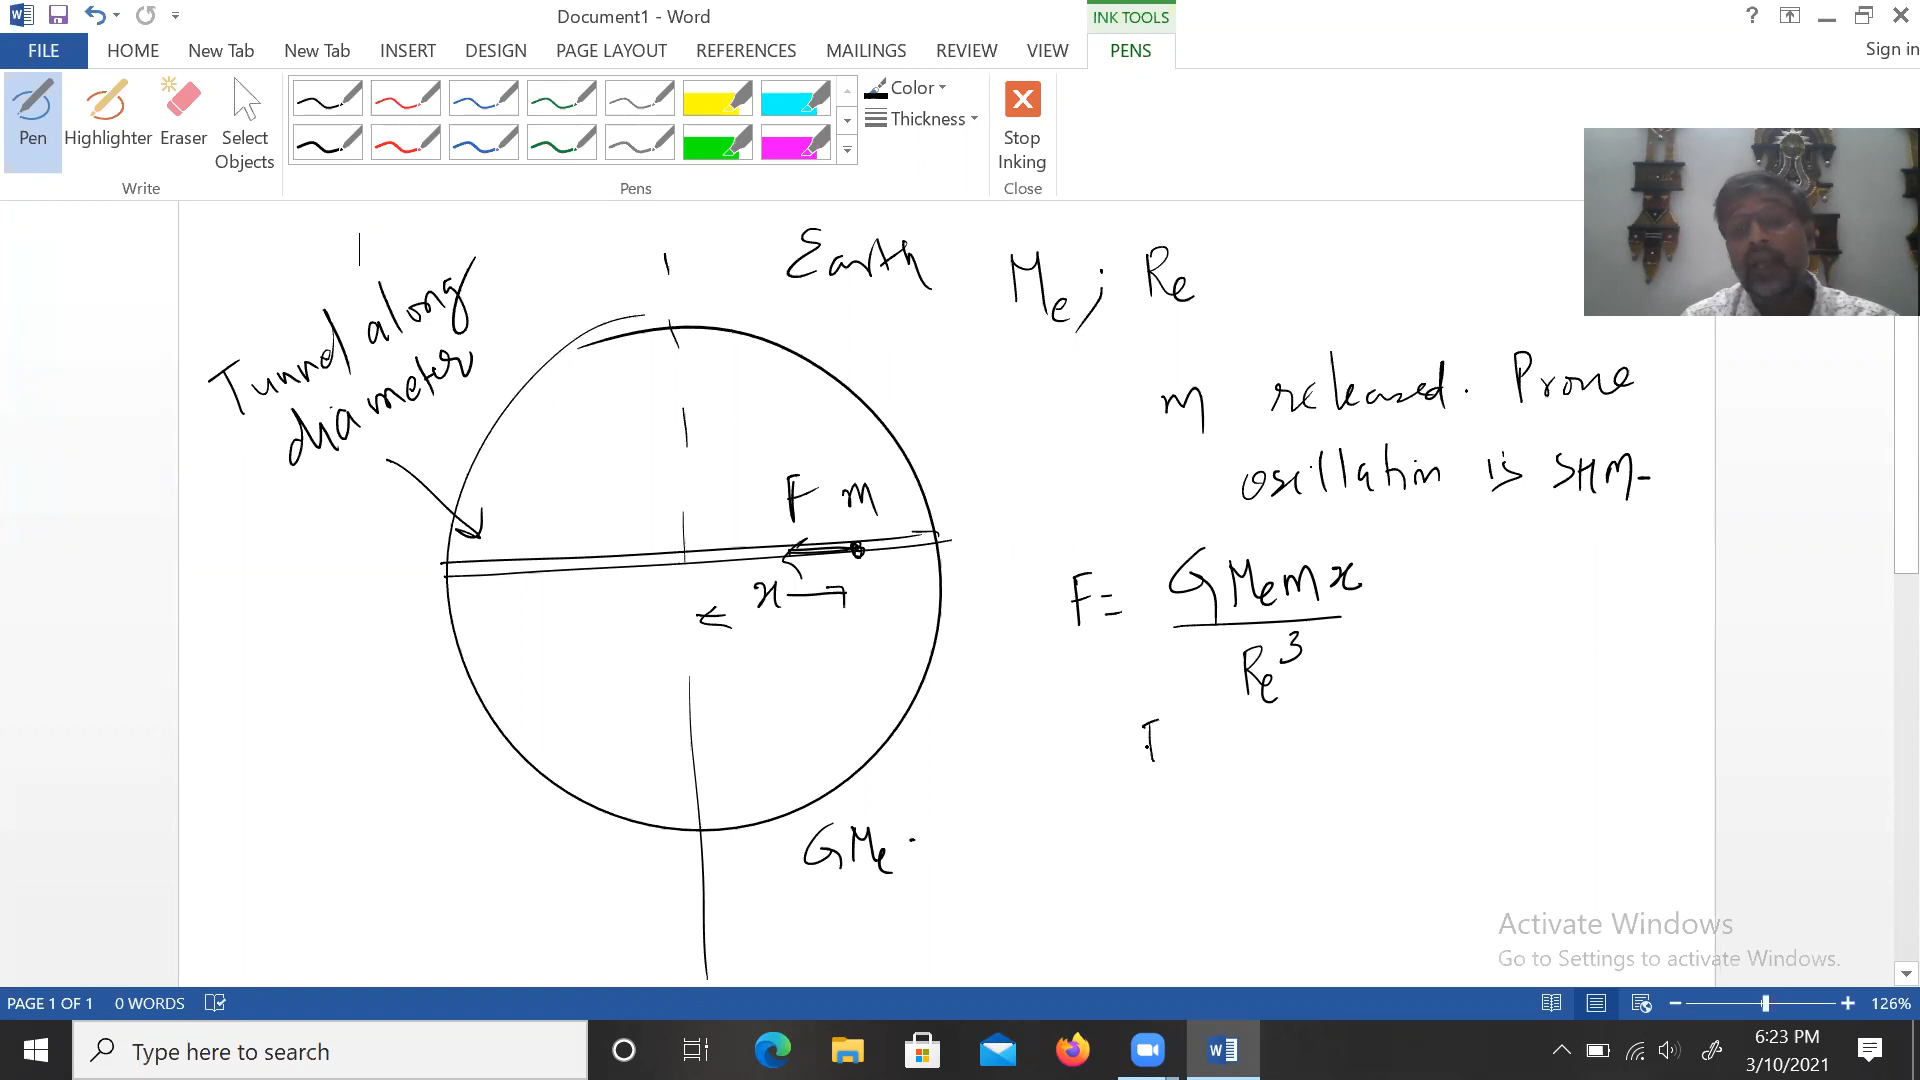 Document1 - Word
INK TOOLS
FILE HOME New Tab New Tab INSERT DESIGN PAGE LAYOUT REFERENCES MAILINGS REVIEW VIEW PENS
Sign in
Pen Highlighter Eraser Select Objects
Color
Thickness
Stop Inking
Write Pens Close
Earth Me; Re
Tunnel along
diameter
m released. Prove
oscillation is SHM-
F m
x
F = GMemx
Re³
GMe
Activate Windows
Go to Settings to activate Windows.
PAGE 1 OF 1 0 WORDS 126%
Type here to search
6:23 PM
3/10/2021